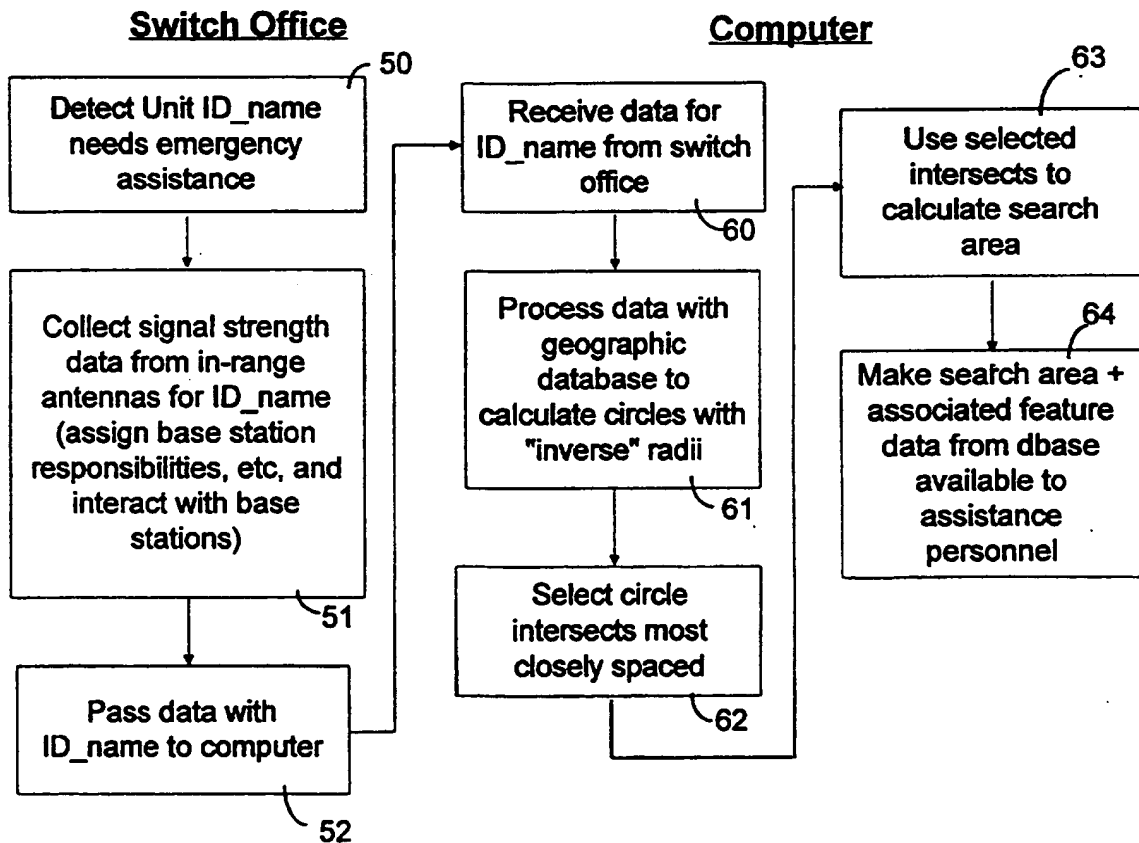 Switch Office
50
Detect Unit ID_name
needs emergency
assistance
Collect signal strength
data from in-range
antennas for ID_name
(assign base station
responsibilities, etc, and
interact with base
stations)
51
Pass data with
ID_name to computer
52
Computer
Receive data for
ID_name from switch
office
60
Process data with
geographic
database to
calculate circles with
"inverse" radii
61
Select circle
intersects most
closely spaced
62
63
Use selected
intersects to
calculate search
area
64
Make search area +
associated feature
data from dbase
available to
assistance
personnel